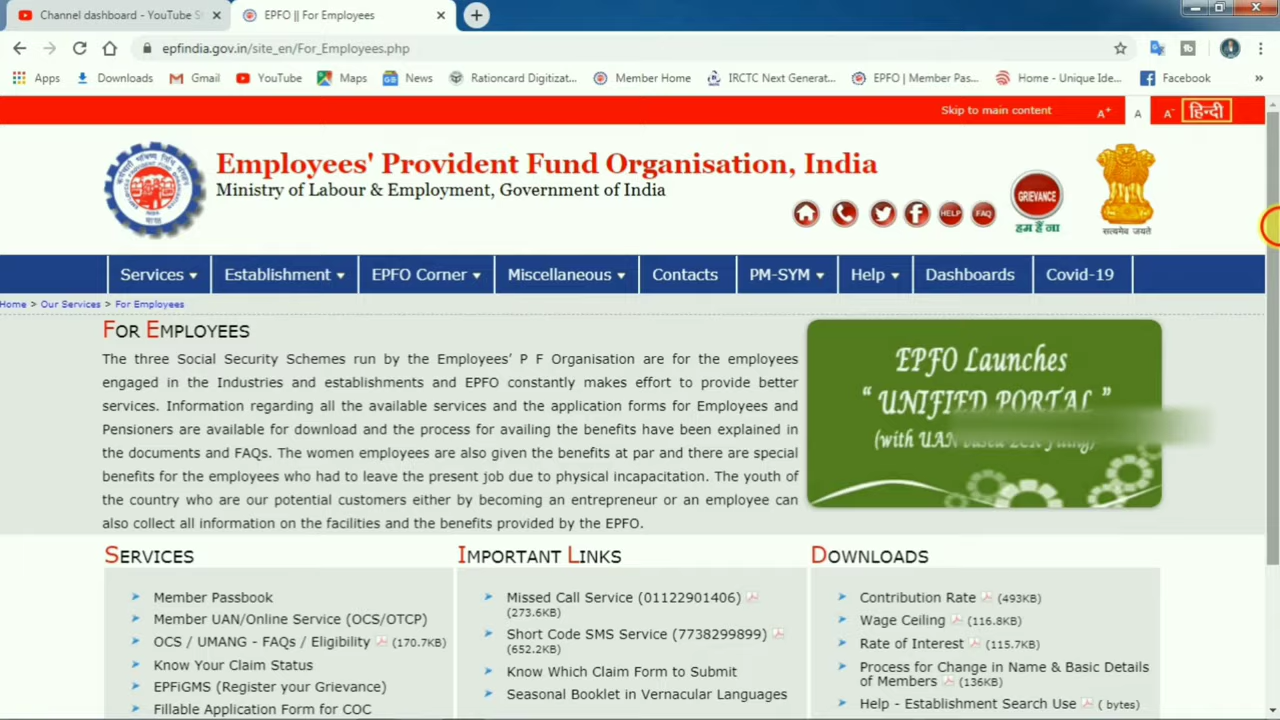 Channel dashboard - YouTube S
EPFO || For Employees
epfindia.gov.in/site_en/For_Employees.php
Apps
Downloads
Gmail
YouTube
Maps
News
Rationcard Digitizat...
Member Home
IRCTC Next Generat...
EPFO | Member Pas...
Home - Unique Ide...
Facebook
Skip to main content
A+
A
A-
हिन्दी
Employees' Provident Fund Organisation, India
Ministry of Labour & Employment, Government of India
HELP
FAQ
GRIEVANCE
हम हैं ना
सत्यमेव जयते
Services
Establishment
EPFO Corner
Miscellaneous
Contacts
PM-SYM
Help
Dashboards
Covid-19
Home > Our Services > For Employees
FOR EMPLOYEES
The three Social Security Schemes run by the Employees' P F Organisation are for the employees
engaged in the Industries and establishments and EPFO constantly makes effort to provide better
services. Information regarding all the available services and the application forms for Employees and
Pensioners are available for download and the process for availing the benefits have been explained in
the documents and FAQs. The women employees are also given the benefits at par and there are special
benefits for the employees who had to leave the present job due to physical incapacitation. The youth of
the country who are our potential customers either by becoming an entrepreneur or an employee can
also collect all information on the facilities and the benefits provided by the EPFO.
EPFO Launches
" UNIFIED PORTAL "
(with UAN
SERVICES
Member Passbook
Member UAN/Online Service (OCS/OTCP)
OCS / UMANG - FAQs / Eligibility (170.7KB)
Know Your Claim Status
EPFiGMS (Register your Grievance)
Fillable Application Form for COC
IMPORTANT LINKS
Missed Call Service (01122901406)
(273.6KB)
Short Code SMS Service (7738299899)
(652.2KB)
Know Which Claim Form to Submit
Seasonal Booklet in Vernacular Languages
DOWNLOADS
Contribution Rate (493KB)
Wage Ceiling (116.8KB)
Rate of Interest (115.7KB)
Process for Change in Name & Basic Details
of Members (136KB)
Help - Establishment Search Use ( bytes)